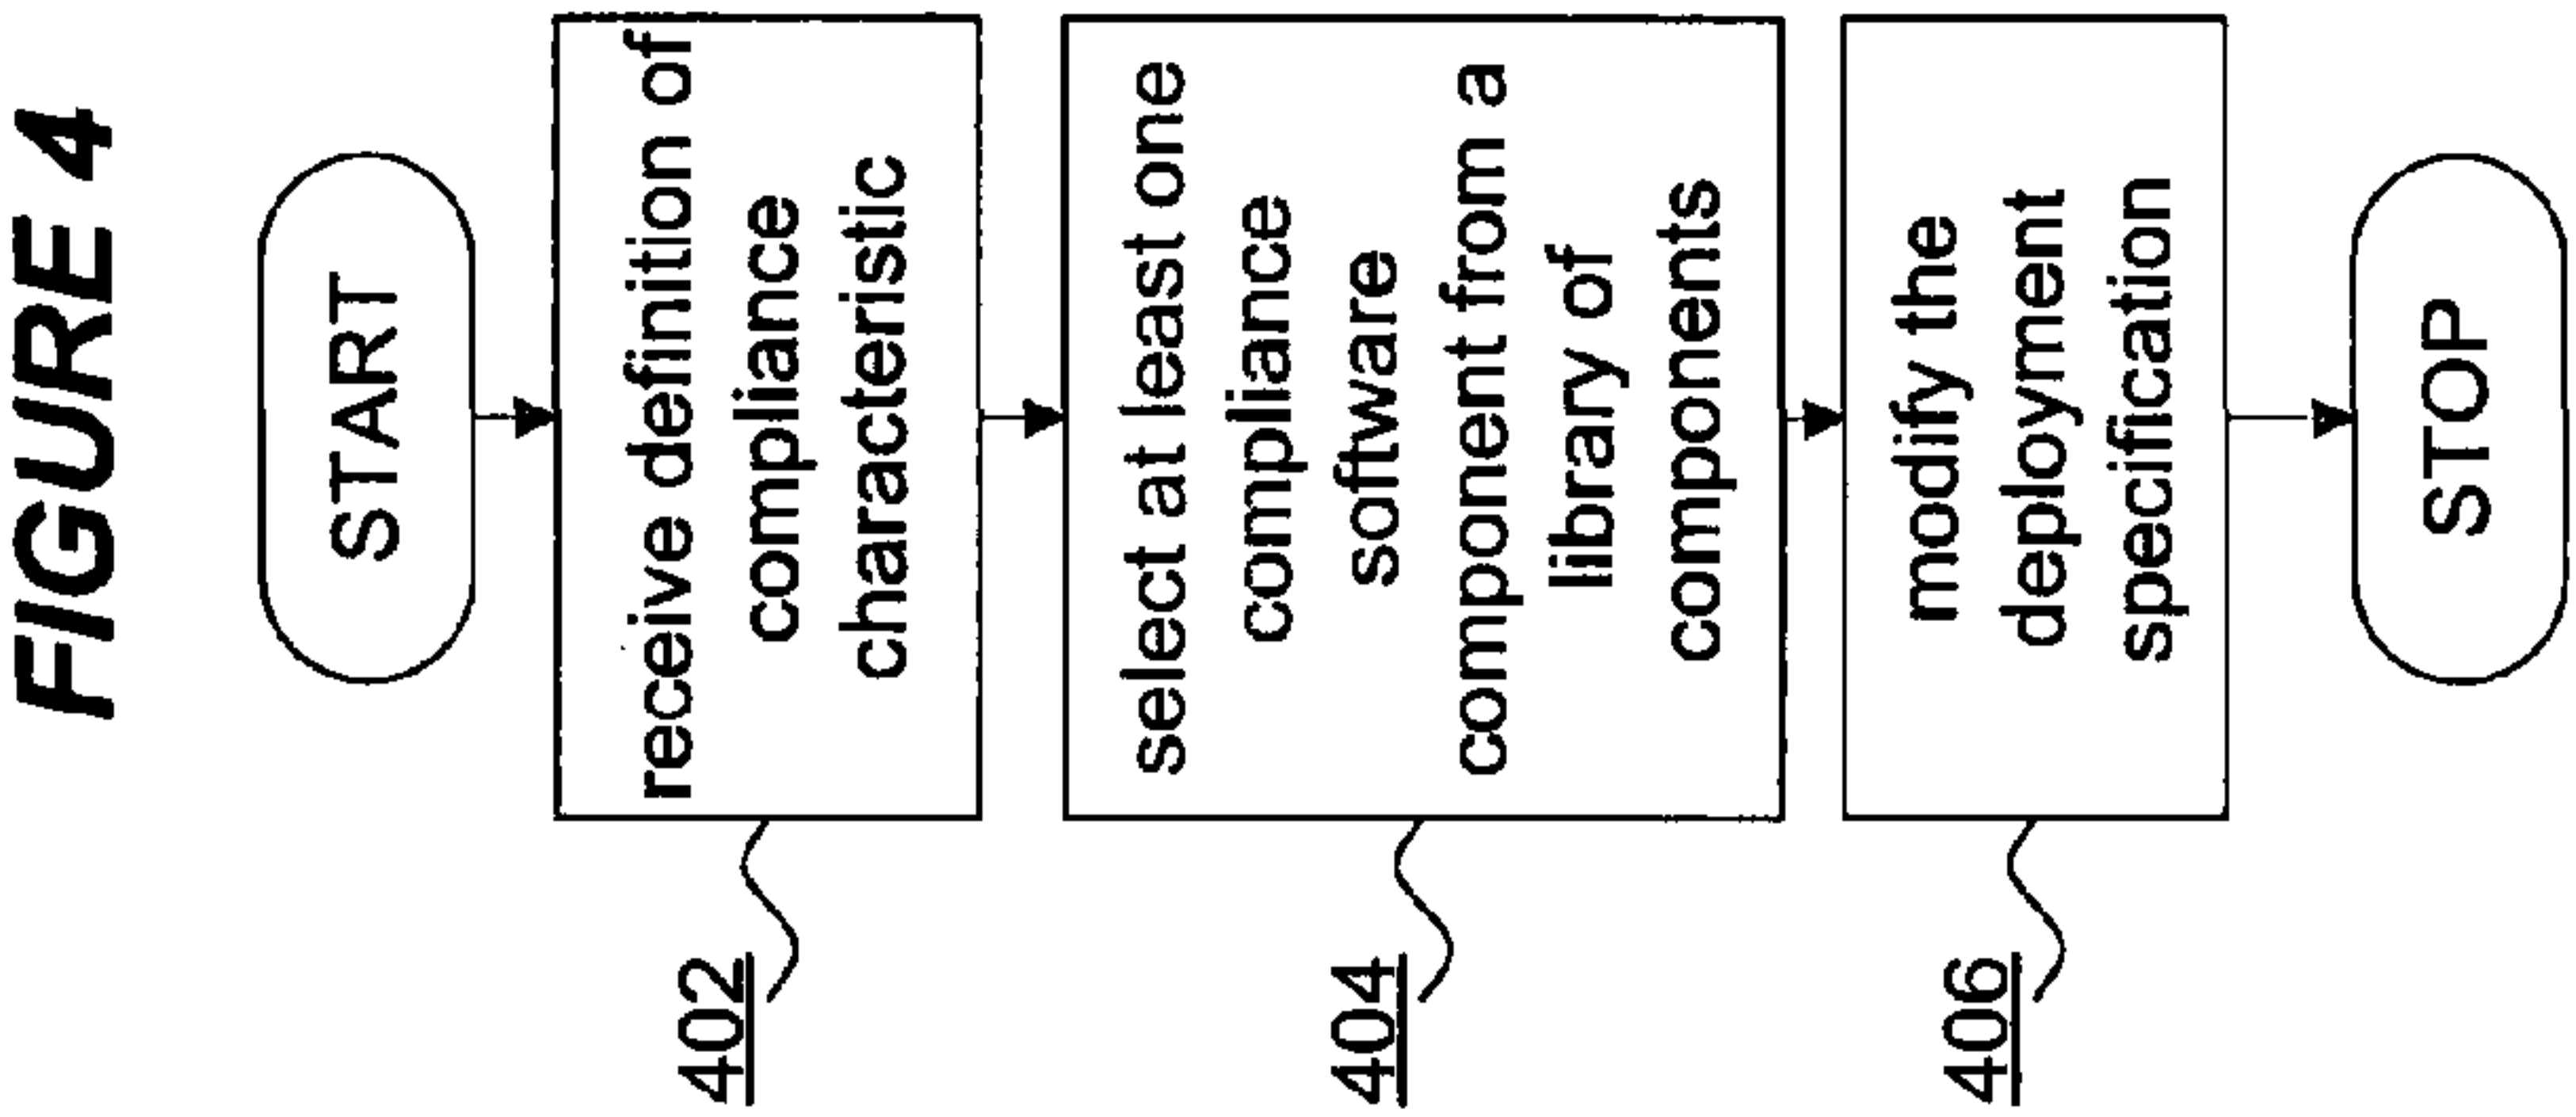 FIGURE 4
START
receive definition of
compliance
characteristic
402
select at least one
compliance
software
component from a
library of
components
404
modify the
deployment
specification
406
STOP